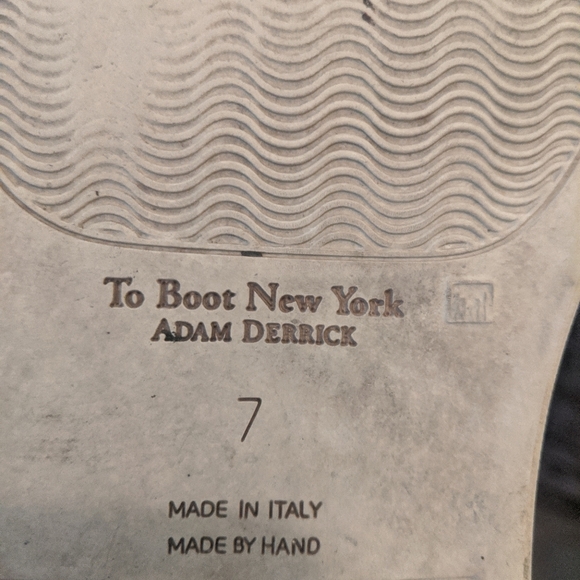 To Boot New York
ADAM DERRICK
7
MADE IN ITALY
MADE BY HAND